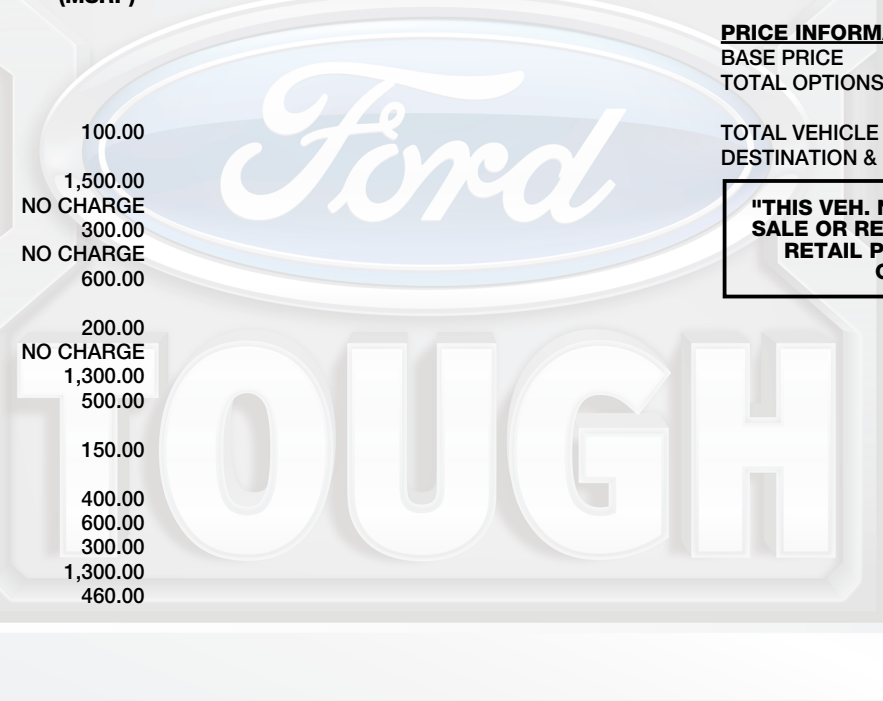 (MSRP)
100.00
1,500.00
NO CHARGE
300.00
NO CHARGE
600.00
200.00
NO CHARGE
1,300.00
500.00
150.00
400.00
600.00
300.00
1,300.00
460.00
PRICE INFORMA
BASE PRICE
TOTAL OPTIONS
TOTAL VEHICLE
DESTINATION &
"THIS VEH. N
SALE OR RE
RETAIL P
Ford
TOUGH